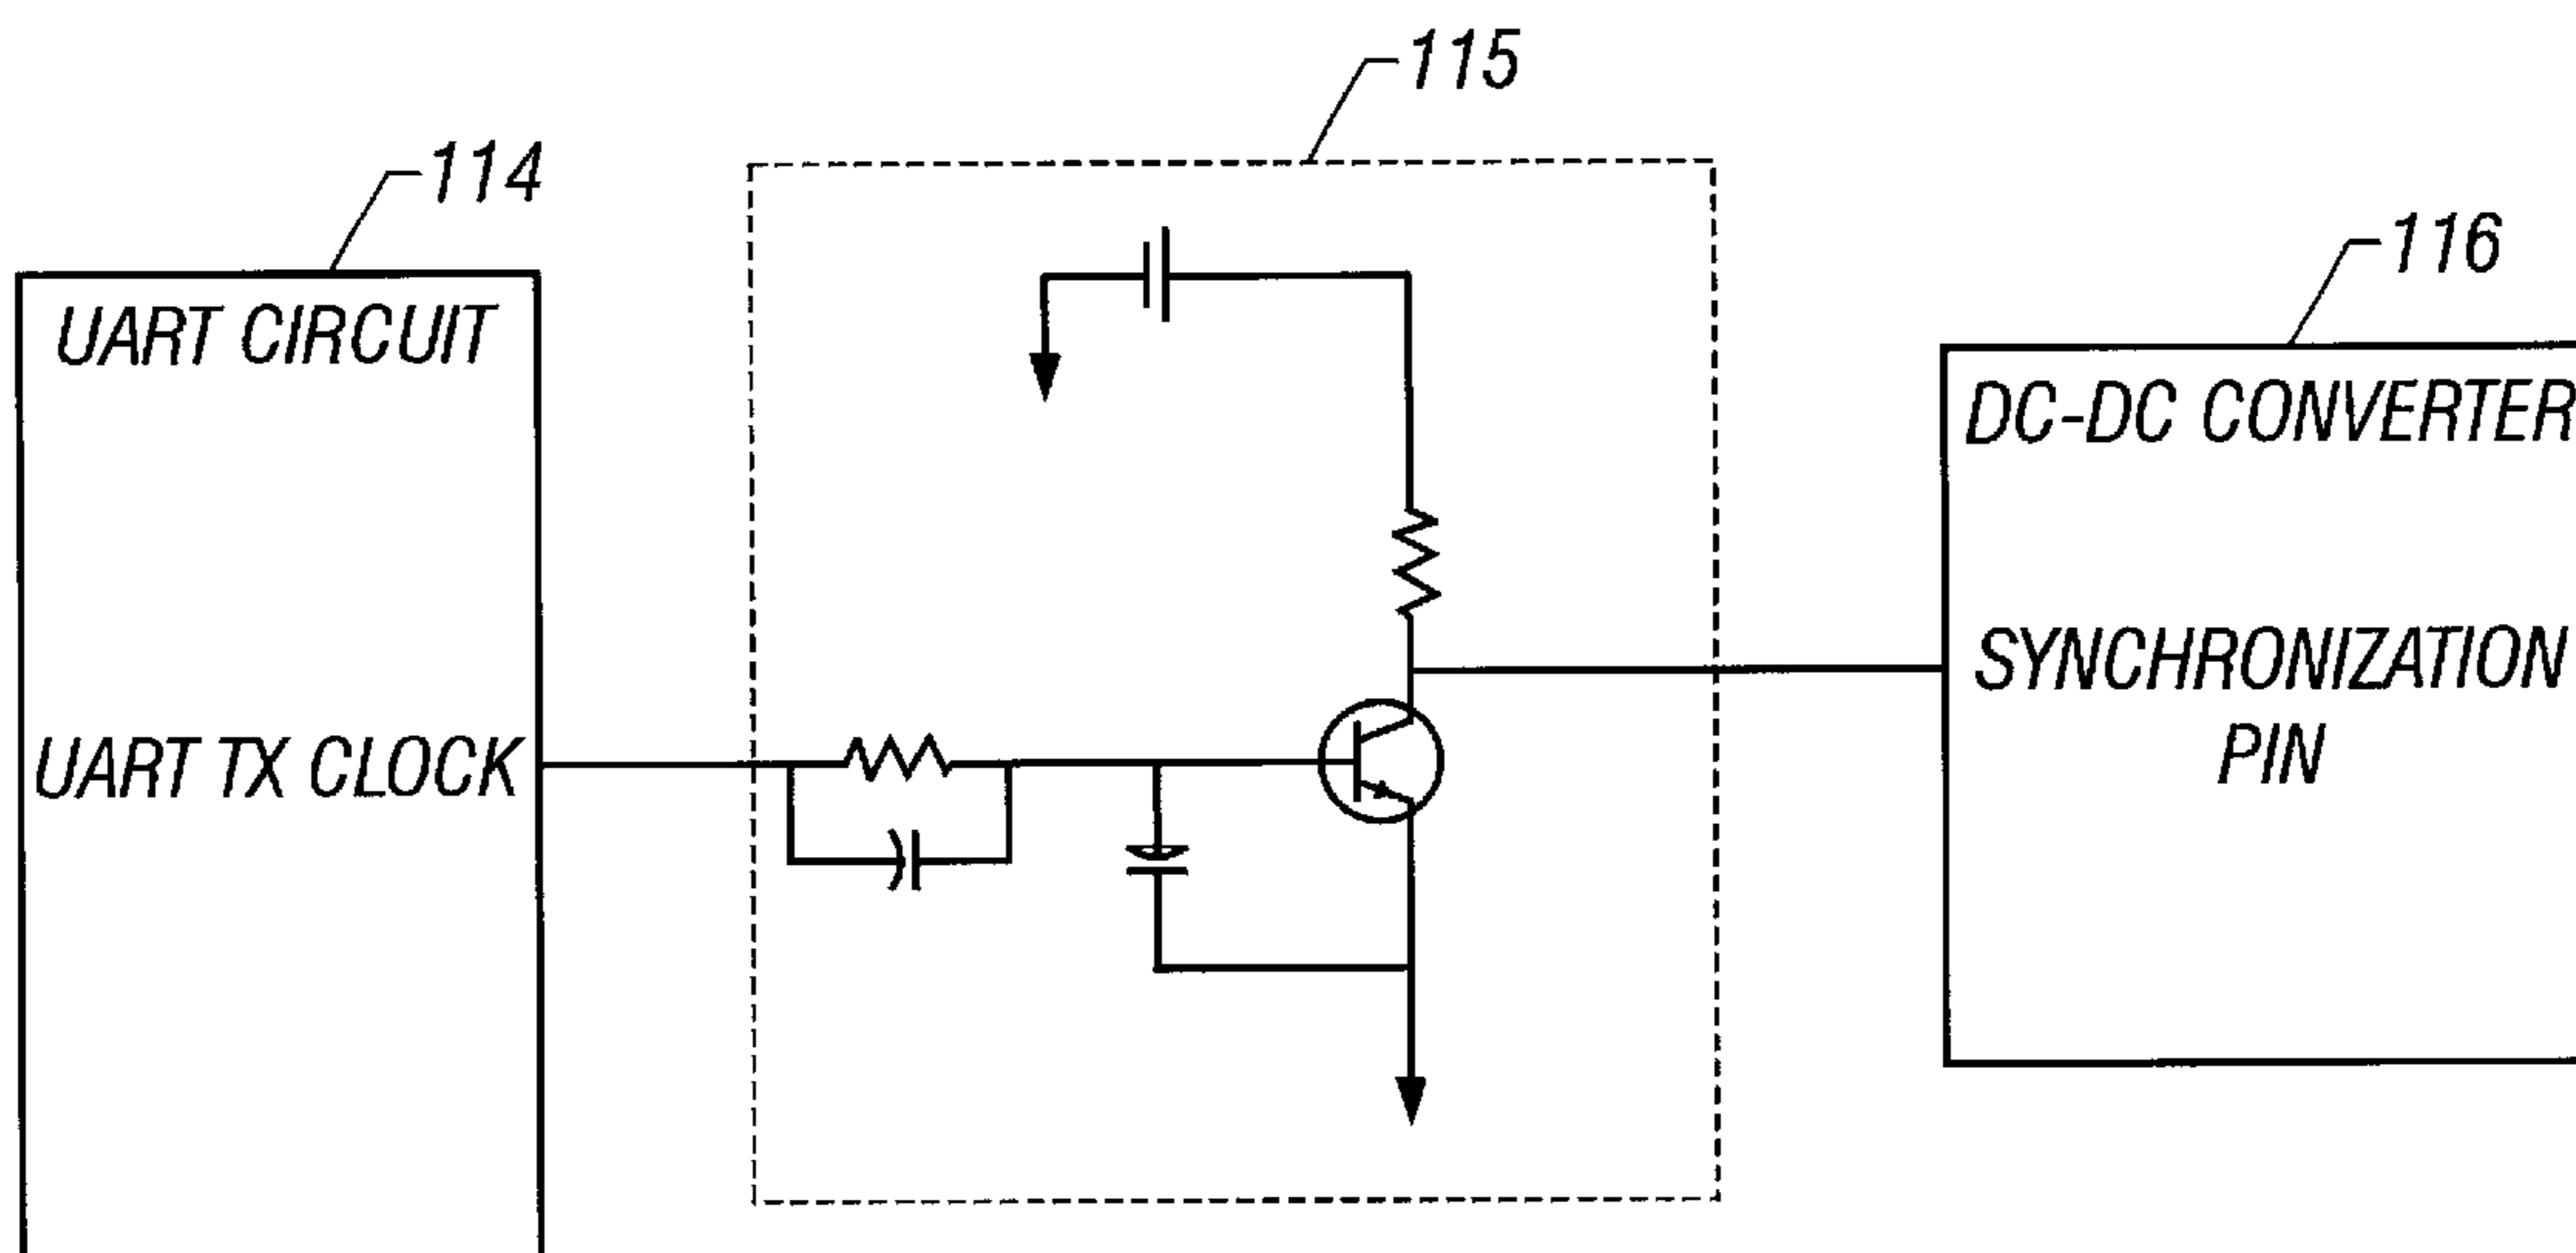 115
114
116
UART CIRCUIT
DC-DC CONVERTER
SYNCHRONIZATION
PIN
UART TX CLOCK